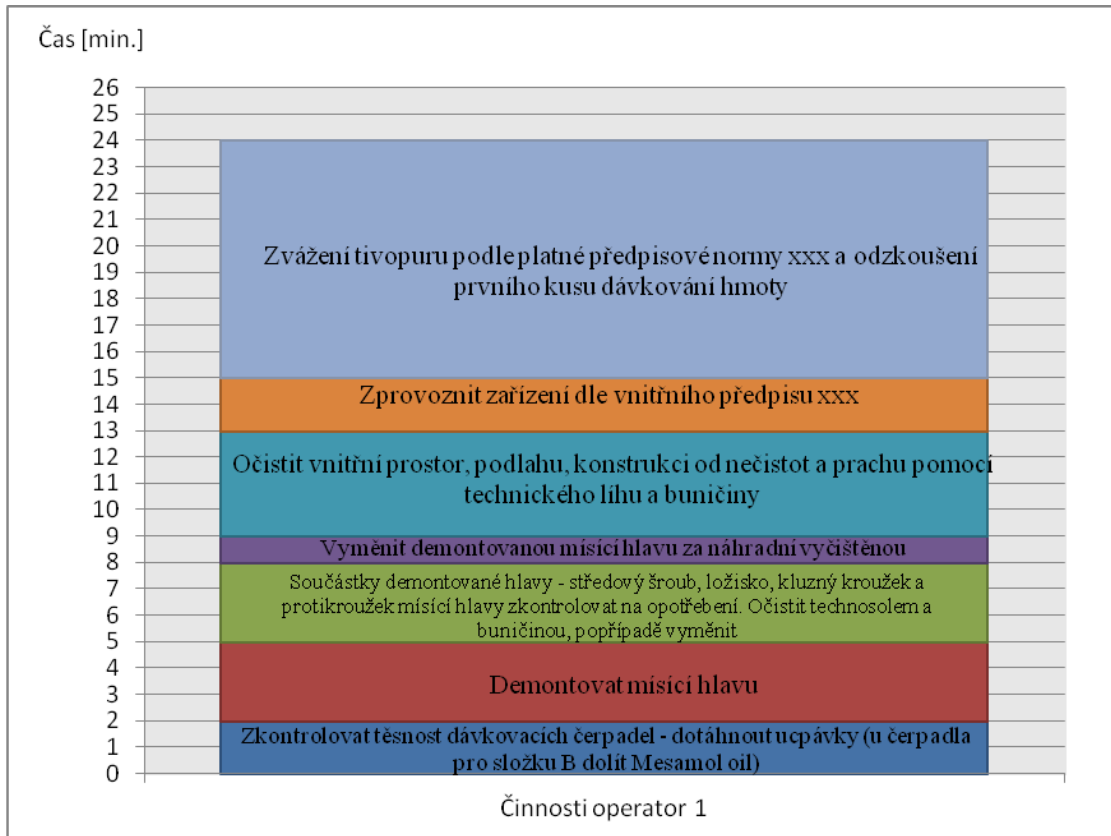 Čas [min.]
26
25
24
23
22
21
20
19
18
17
16
15
14
13
12
11
10
9
8
7
6
5
4
3
2
1
0
Zvážení tivopuru podle platné předpisové normy xxx a odzkoušení
prvního kusu dávkování hmoty
Zprovoznit zařízení dle vnitřního předpisu xxx
Očistit vnitřní prostor, podlahu, konstrukci od nečistot a prachu pomocí
technického líhu a buničiny
Vyměnit demontovanou mísící hlavu za náhradní vyčištěnou
Součástky demontované hlavy - středový šroub, ložisko, kluzný kroužek a
protikroužek mísící hlavy zkontrolovat na opotřebení. Očistit technosolem a
buničinou, popřípadě vyměnit
Demontovat mísící hlavu
Zkontrolovat těsnost dávkovacích čerpadel - dotáhnout ucpávky (u čerpadla
pro složku B dolít Mesamol oil)
Činnosti operator 1